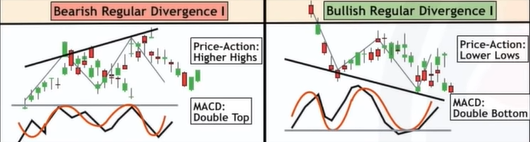 Bearish Regular Divergence I
Price-Action:
Higher Highs
MACD:
Double Top
Bullish Regular Divergence I
Price-Action:
Lower Lows
MACD:
Double Bottom